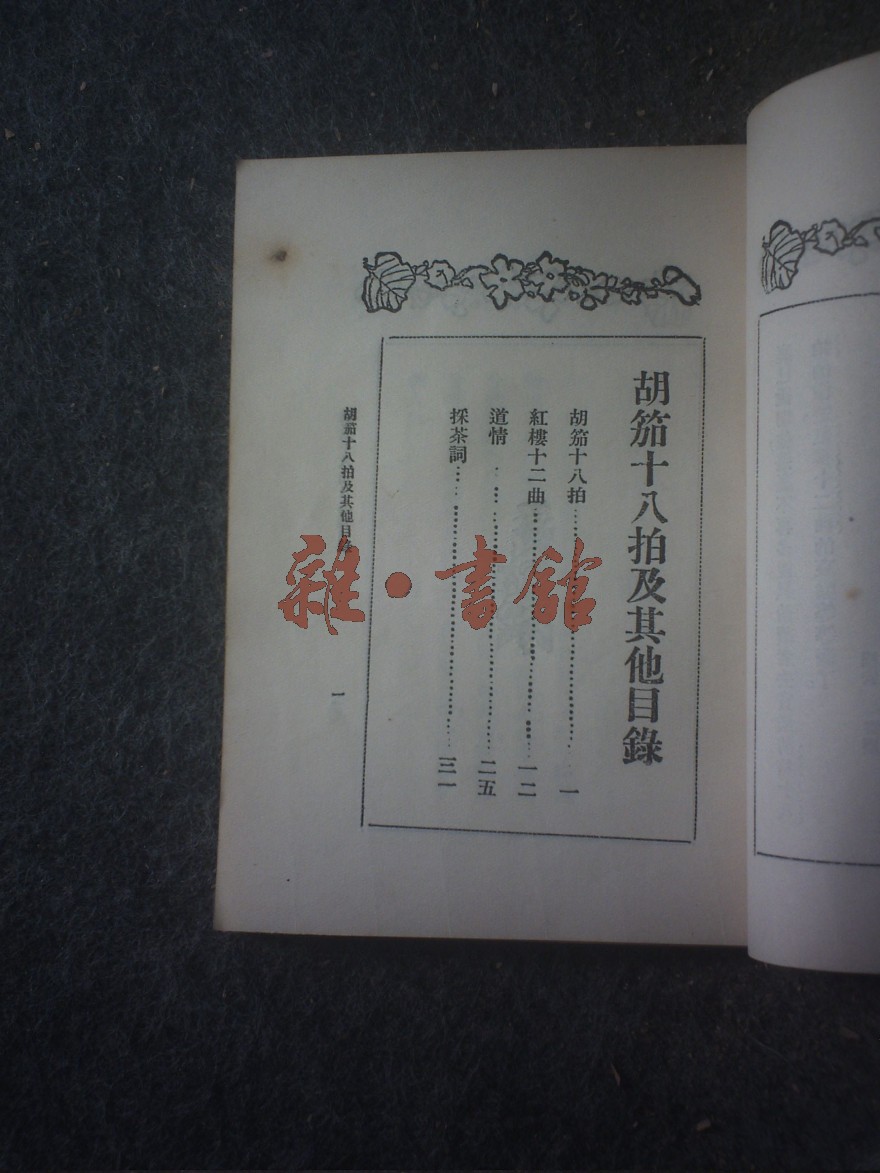 胡笳十八拍及其他目錄
胡笳十八拍……一
紅樓十二曲……一二
道情……二五
採茶詞……三一
胡笳十八拍及其他目錄
一
雜·書館